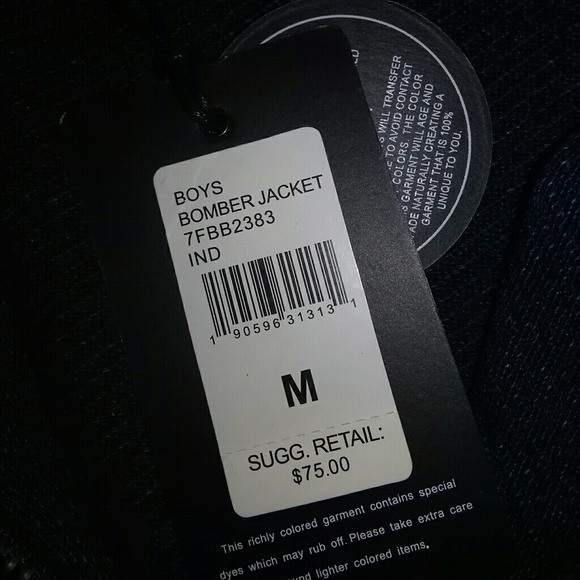 BOYS
BOMBER JACKET
7FBB2383
IND
1 90596 31313 1
M
SUGG. RETAIL:
$75.00
This richly colored garment contains special
dyes which may rub off. Please take extra care
lighter colored items.
WILL TRANSFER
TO AVOID CONTACT
COLORS. THE COLOR
GARMENT WILL AGE AND
NATURALLY CREATING A
GARMENT THAT IS 100%
UNIQUE TO YOU.